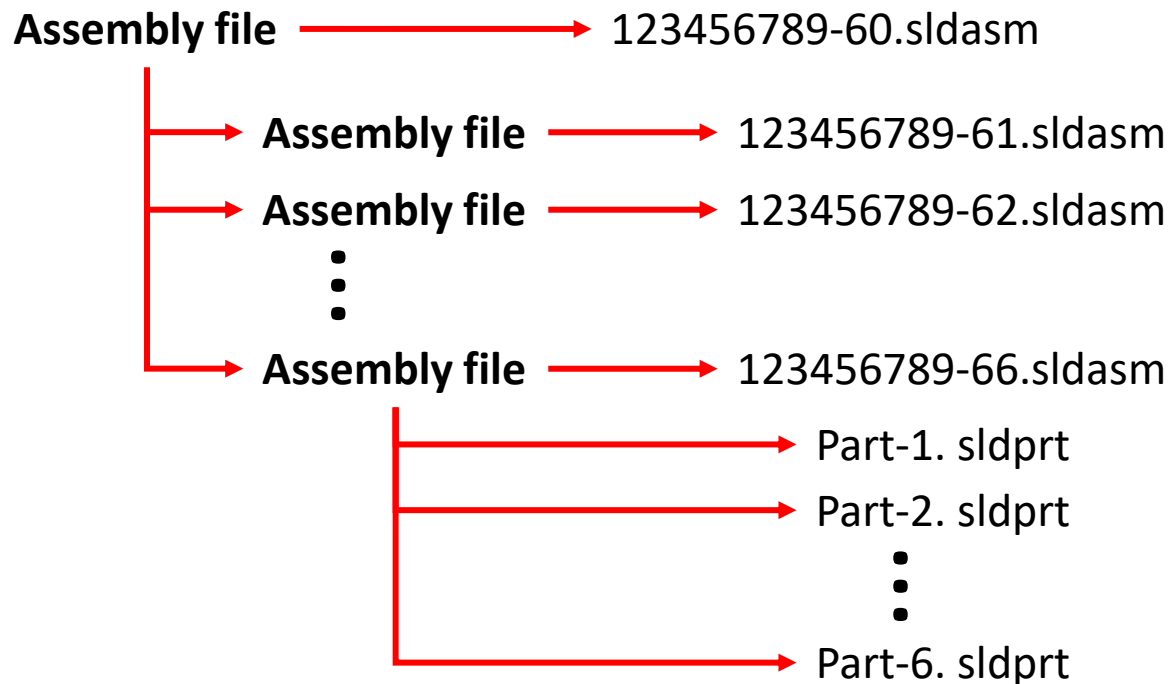 Assembly file 123456789-60.sldasm
Assembly file 123456789-61.sldasm
Assembly file 123456789-62.sldasm
Assembly file 123456789-66.sldasm
Part-1. sldprt
Part-2. sldprt
Part-6. sldprt